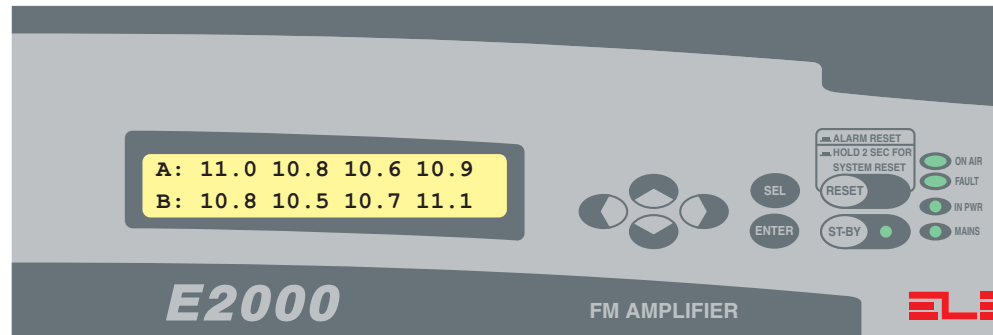 A: 11.0 10.8 10.6 10.9
B: 10.8 10.5 10.7 11.1
SEL
ENTER
ALARM RESET
HOLD 2 SEC FOR
SYSTEM RESET
RESET
ST-BY
ON AIR
FAULT
IN PWR
MAINS
E2000
FM AMPLIFIER